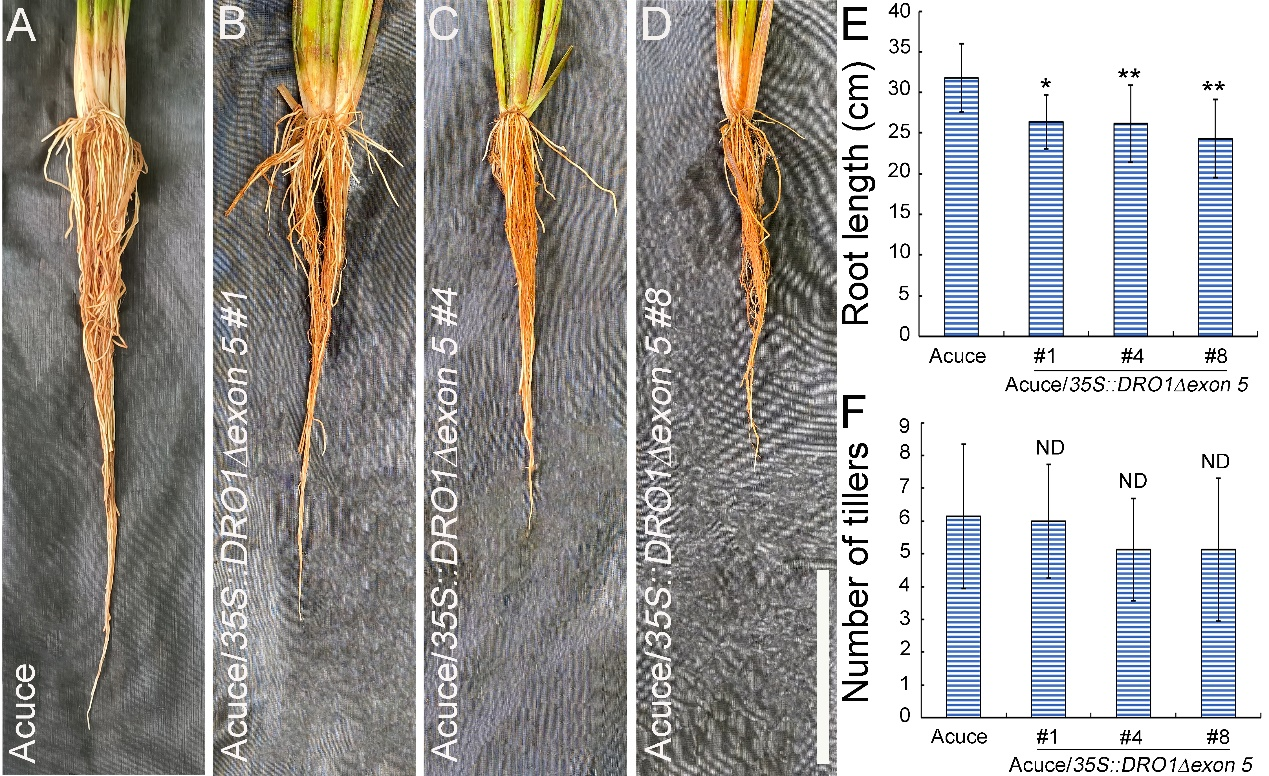 A
Acuce
B
Acuce/35S::DRO1Δexon 5 #1
C
Acuce/35S::DRO1Δexon 5 #4
D
Acuce/35S::DRO1Δexon 5 #8
E
Root length (cm)
40
35
30
25
20
15
10
5
0
* ** **
Acuce #1 #4 #8
Acuce/35S::DRO1Δexon 5
F
Number of tillers
9
8
7
6
5
4
3
2
1
0
ND ND ND
Acuce #1 #4 #8
Acuce/35S::DRO1Δexon 5